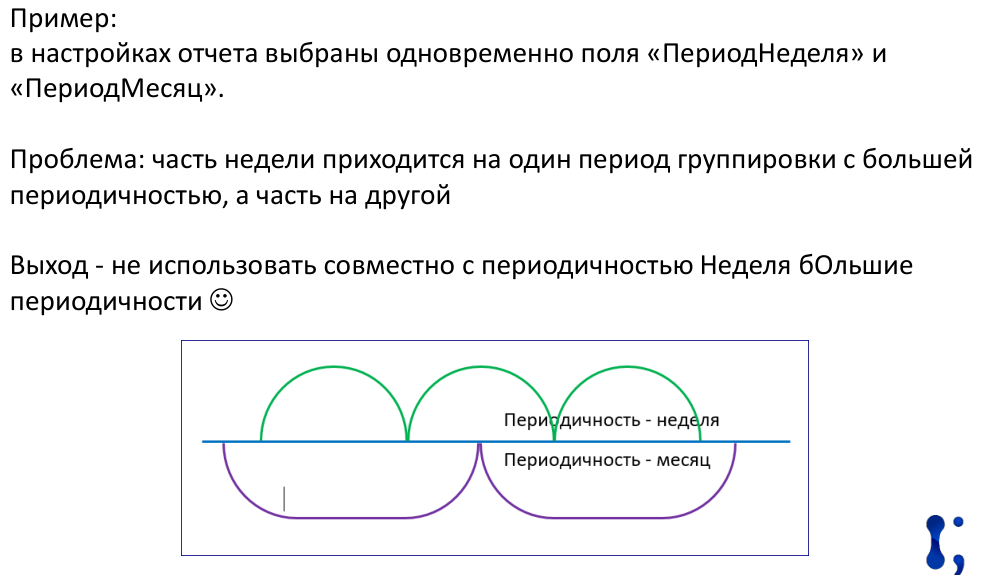 Пример:
в настройках отчета выбраны одновременно поля «ПериодНеделя» и
«ПериодМесяц».
Проблема: часть недели приходится на один период группировки с большей
периодичностью, а часть на другой
Выход - не использовать совместно с периодичностью Неделя бОльшие
периодичности ☺
Периодичность - неделя
Периодичность - месяц